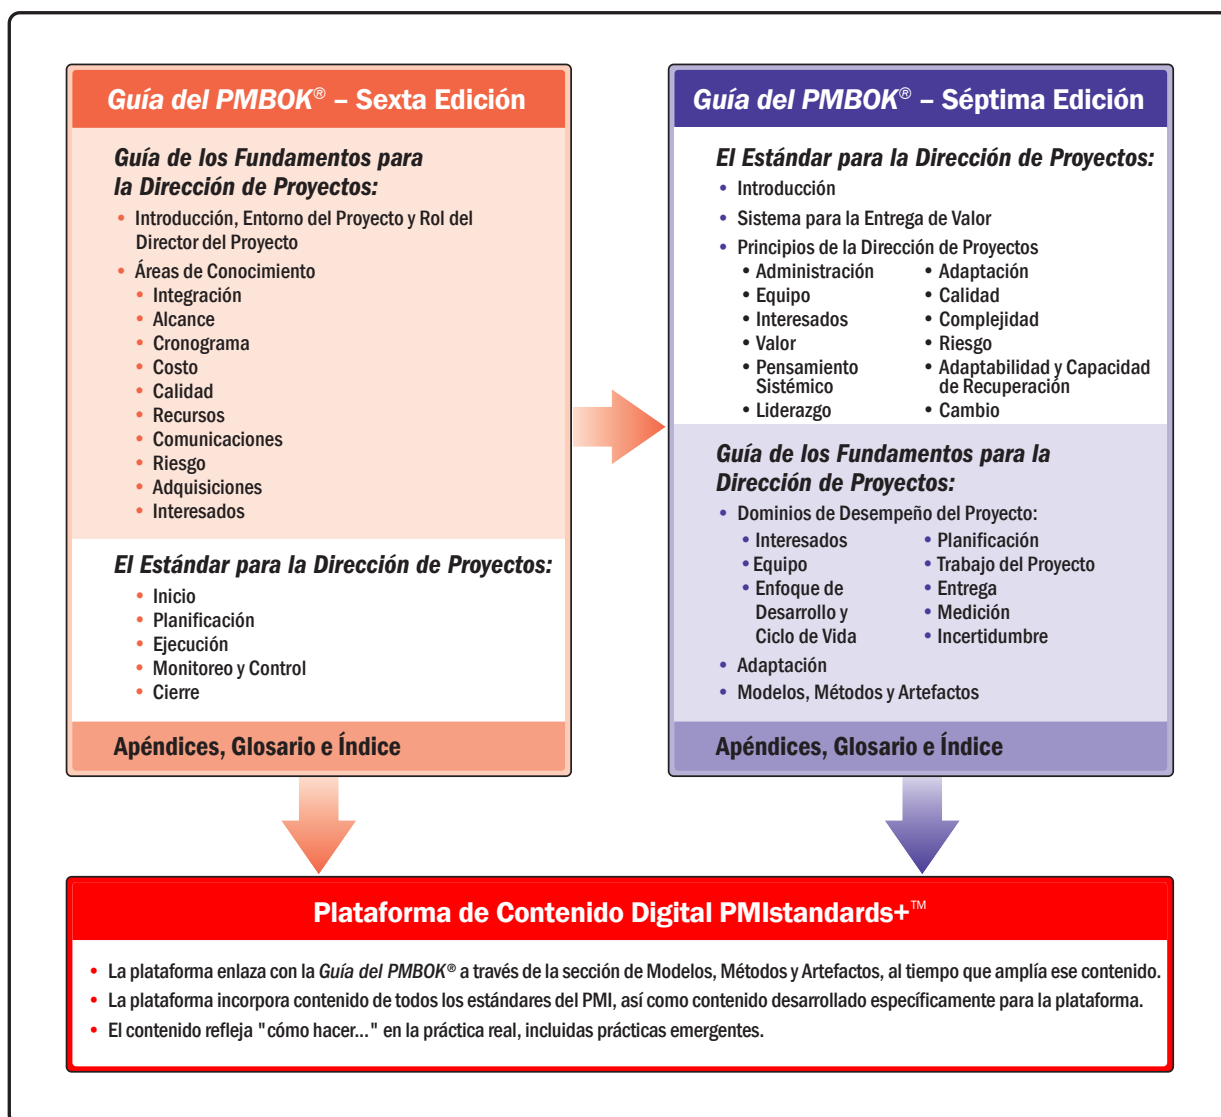 Guía del PMBOK® – Sexta Edición
Guía de los Fundamentos para
la Dirección de Proyectos:
• Introducción, Entorno del Proyecto y Rol del
Director del Proyecto
• Áreas de Conocimiento
• Integración
• Alcance
• Cronograma
• Costo
• Calidad
• Recursos
• Comunicaciones
• Riesgo
• Adquisiciones
• Interesados
El Estándar para la Dirección de Proyectos:
• Inicio
• Planificación
• Ejecución
• Monitoreo y Control
• Cierre
Apéndices, Glosario e Índice
Guía del PMBOK® – Séptima Edición
El Estándar para la Dirección de Proyectos:
• Introducción
• Sistema para la Entrega de Valor
• Principios de la Dirección de Proyectos
• Administración
• Equipo
• Interesados
• Valor
• Pensamiento
Sistémico
• Liderazgo
• Adaptación
• Calidad
• Complejidad
• Riesgo
• Adaptabilidad y Capacidad
de Recuperación
• Cambio
Guía de los Fundamentos para la
Dirección de Proyectos:
• Dominios de Desempeño del Proyecto:
• Interesados
• Equipo
• Enfoque de
Desarrollo y
Ciclo de Vida
• Planificación
• Trabajo del Proyecto
• Entrega
• Medición
• Incertidumbre
• Adaptación
• Modelos, Métodos y Artefactos
Apéndices, Glosario e Índice
Plataforma de Contenido Digital PMIstandards+™
• La plataforma enlaza con la Guía del PMBOK® a través de la sección de Modelos, Métodos y Artefactos, al tiempo que amplía ese contenido.
• La plataforma incorpora contenido de todos los estándares del PMI, así como contenido desarrollado específicamente para la plataforma.
• El contenido refleja "cómo hacer..." en la práctica real, incluidas prácticas emergentes.